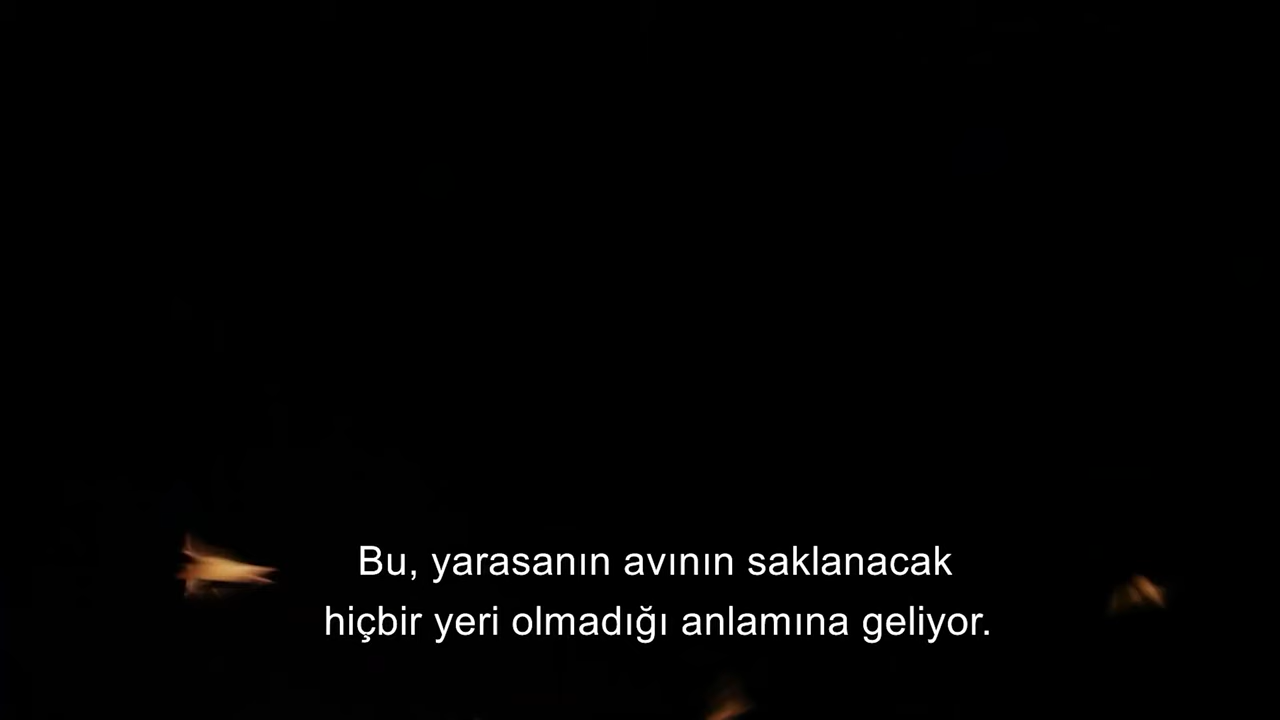 Bu, yarasanın avının saklanacak
hiçbir yeri olmadığı anlamına geliyor.